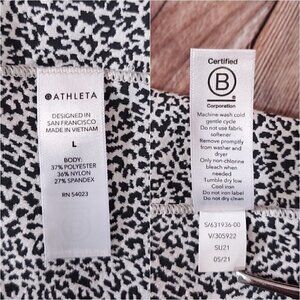 ATHLETA
DESIGNED IN
SAN FRANCISCO
MADE IN VIETNAM
L
BODY:
37% POLYESTER
36% NYLON
27% SPANDEX
RN 54023
Certified
B
Corporation
Machine wash cold
gentle cycle
Do not use fabric
softener
Remove promptly
from washer and
dryer
Only non-chlorine
bleach when
needed
Tumble dry low
Cool iron
Do not iron label
Do not dry clean
S/631936-00
V/305922
SU21
05/21